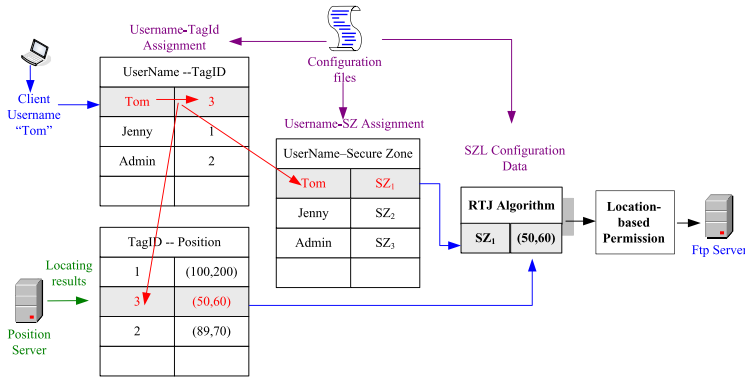 Username-TagId
Assignment
Configuration
files
Client
Username
“Tom”
UserName --TagID
Tom 3
Jenny 1
Admin 2
Username-SZ Assignment
UserName–Secure Zone
Tom SZ1
Jenny SZ2
Admin SZ3
SZL Configuration
Data
RTJ Algorithm
SZ1 (50,60)
Location-
based
Permission
Ftp Server
TagID -- Position
1 (100,200)
3 (50,60)
2 (89,70)
Locating
results
Position
Server